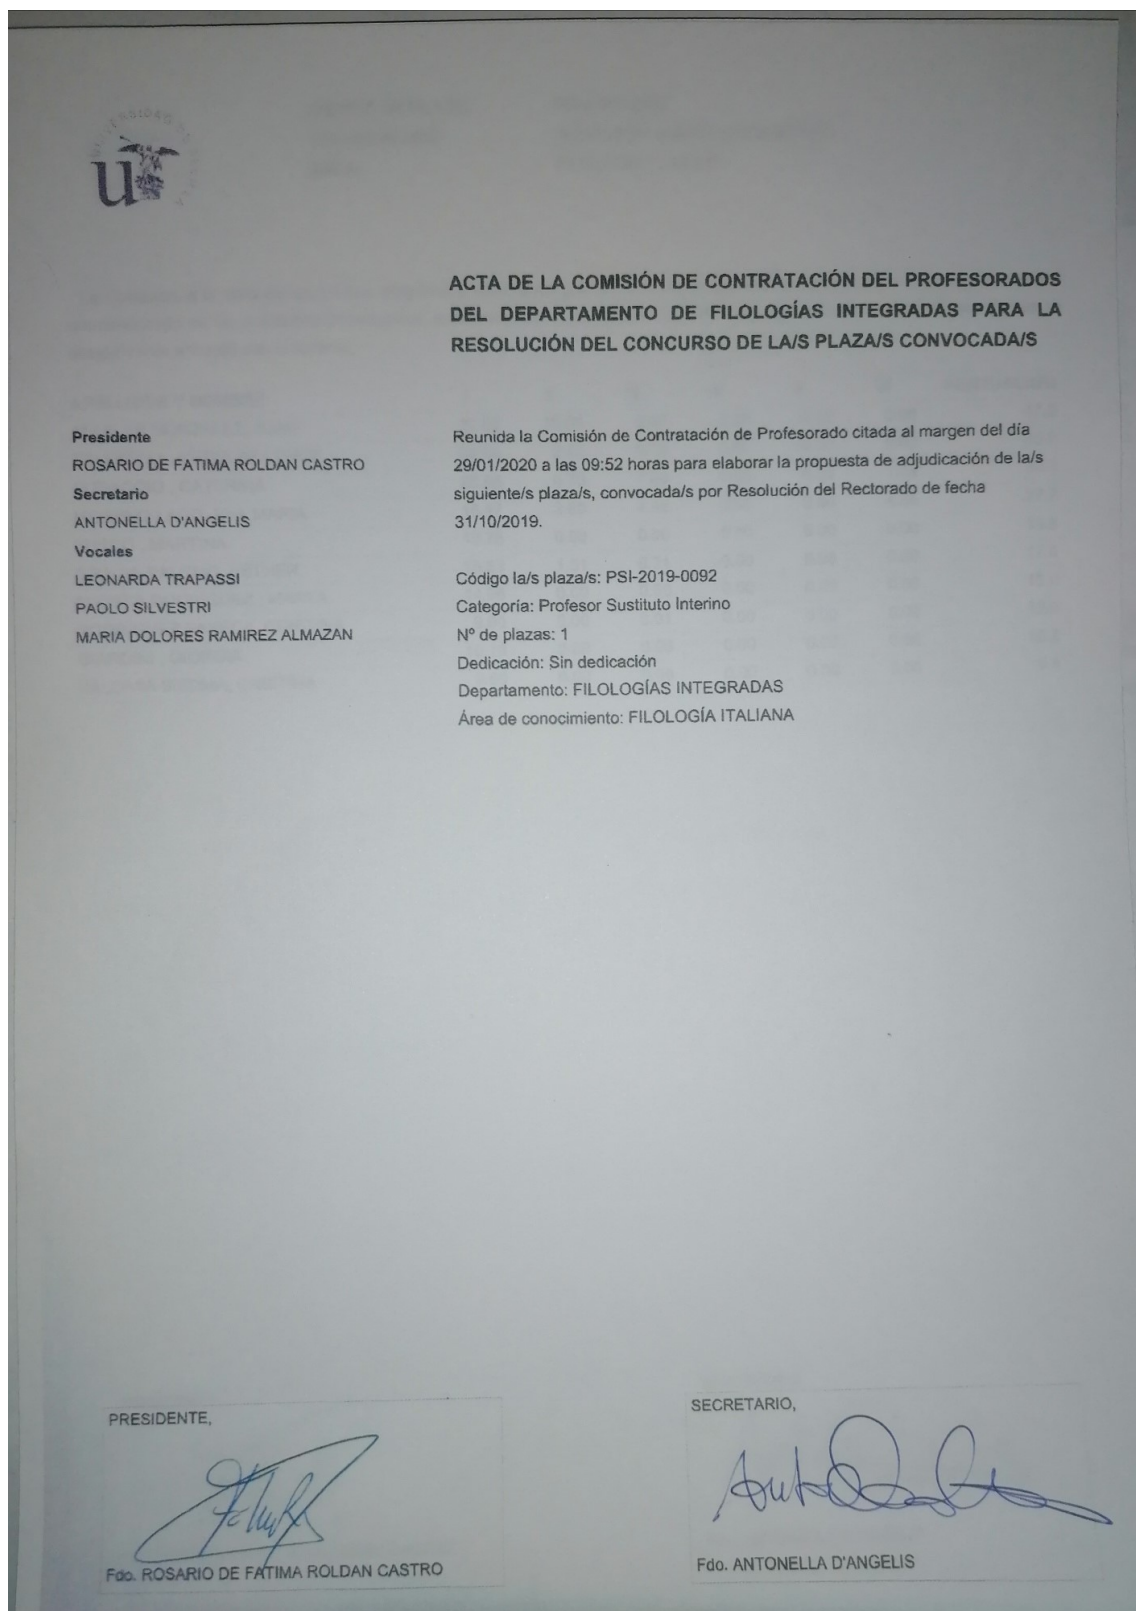 ACTA DE LA COMISIÓN DE CONTRATACIÓN DEL PROFESORADOS
DEL DEPARTAMENTO DE FILOLOGÍAS INTEGRADAS PARA LA
RESOLUCIÓN DEL CONCURSO DE LA/S PLAZA/S CONVOCADA/S
Presidente
ROSARIO DE FATIMA ROLDAN CASTRO
Secretario
ANTONELLA D'ANGELIS
Vocales
LEONARDA TRAPASSI
PAOLO SILVESTRI
MARIA DOLORES RAMIREZ ALMAZAN
Reunida la Comisión de Contratación de Profesorado citada al margen del día
29/01/2020 a las 09:52 horas para elaborar la propuesta de adjudicación de la/s
siguiente/s plaza/s, convocada/s por Resolución del Rectorado de fecha
31/10/2019.
Código la/s plaza/s: PSI-2019-0092
Categoría: Profesor Sustituto Interino
Nº de plazas: 1
Dedicación: Sin dedicación
Departamento: FILOLOGÍAS INTEGRADAS
Área de conocimiento: FILOLOGÍA ITALIANA
PRESIDENTE,
Fdo. ROSARIO DE FATIMA ROLDAN CASTRO
SECRETARIO,
Fdo. ANTONELLA D'ANGELIS